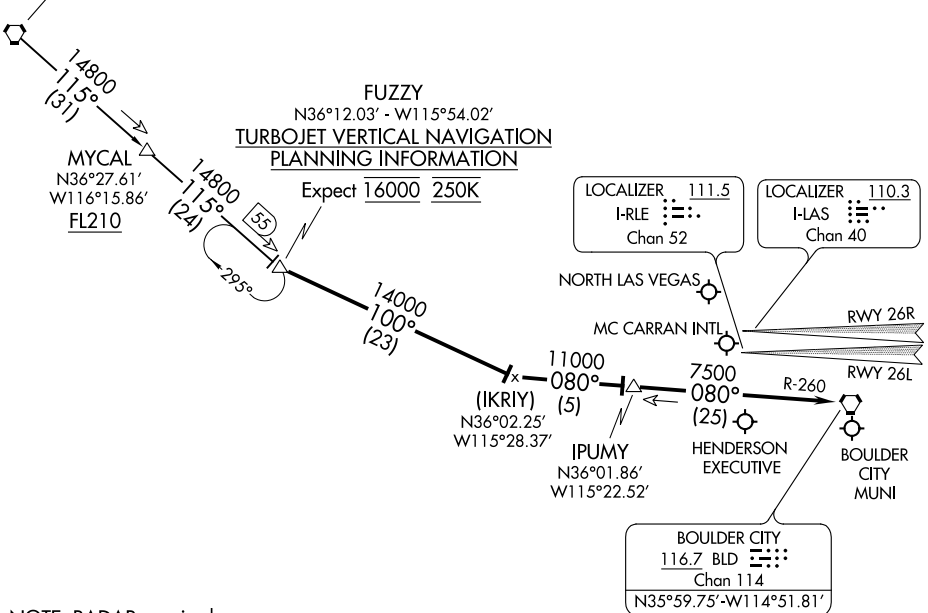 14800
115°
(31)
MYCAL
N36°27.61'
W116°15.86'
FL210
14800
115°
(24)
55
295°
FUZZY
N36°12.03' - W115°54.02'
TURBOJET VERTICAL NAVIGATION
PLANNING INFORMATION
Expect 16000 250K
14000
100°
(23)
(IKRIY)
N36°02.25'
W115°28.37'
11000
080°
(5)
IPUMY
N36°01.86'
W115°22.52'
LOCALIZER 111.5
I-RLE
Chan 52
LOCALIZER 110.3
I-LAS
Chan 40
NORTH LAS VEGAS
MC CARRAN INTL
RWY 26R
RWY 26L
7500
080°
(25)
R-260
HENDERSON
EXECUTIVE
BOULDER
CITY
MUNI
BOULDER CITY
116.7 BLD
Chan 114
N35°59.75'-W114°51.81'